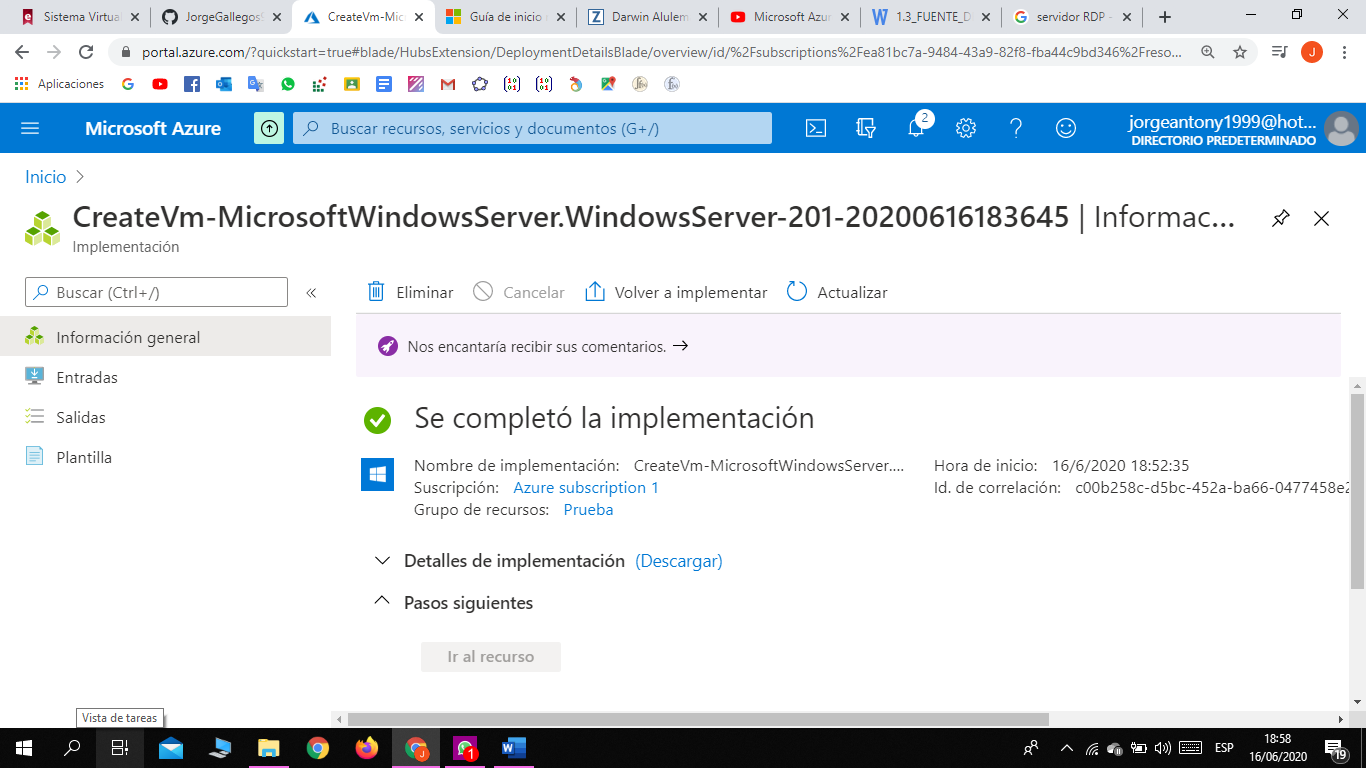 Sistema Virtua
JorgeGallegos
CreateVm-Mic
Guía de inicio
Darwin Alulem
Microsoft Azur
1.3_FUENTE_D
servidor RDP -
portal.azure.com/?quickstart=true#blade/HubsExtension/DeploymentDetailsBlade/overview/id/%2Fsubscriptions%2Fea81bc7a-9484-43a9-82f8-fba44c9bd346%2Freso...
J
Aplicaciones
Microsoft Azure
Buscar recursos, servicios y documentos (G+/)
2
jorgeantony1999@hot...
DIRECTORIO PREDETERMINADO
Inicio
CreateVm-MicrosoftWindowsServer.WindowsServer-201-20200616183645 | Informac...
Implementación
Buscar (Ctrl+/)
«
Eliminar
Cancelar
Volver a implementar
Actualizar
Información general
Entradas
Salidas
Plantilla
Nos encantaría recibir sus comentarios. →
Se completó la implementación
Nombre de implementación: CreateVm-MicrosoftWindowsServer....
Hora de inicio: 16/6/2020 18:52:35
Suscripción: Azure subscription 1
Id. de correlación: c00b258c-d5bc-452a-ba66-0477458e2
Grupo de recursos: Prueba
Detalles de implementación (Descargar)
Pasos siguientes
Ir al recurso
Vista de tareas
1
ESP
18:58
16/06/2020
19